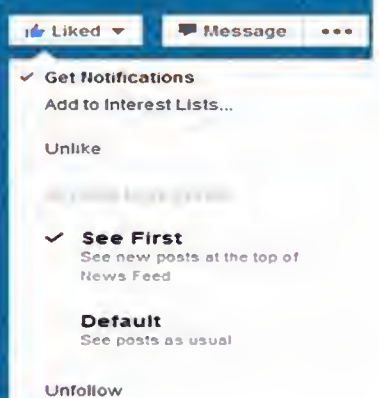 Liked Message
Get Notifications
Add to Interest Lists...
Unlike
See First
See new posts at the top of
News Feed
Default
See posts as usual
Unfollow